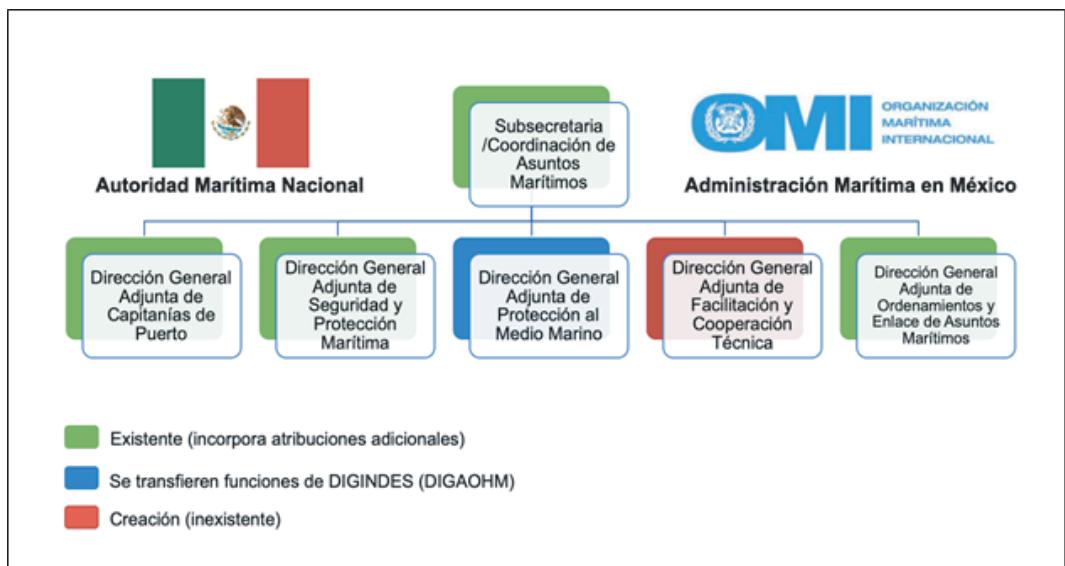 Autoridad Marítima Nacional
Subsecretaria
/Coordinación de
Asuntos
Marítimos
OMI
ORGANIZACIÓN
MARÍTIMA
INTERNACIONAL
Administración Marítima en México
Dirección General
Adjunta de
Capitanías de
Puerto
Dirección General
Adjunta de
Seguridad y
Protección
Marítima
Dirección General
Adjunta de
Protección al
Medio Marino
Dirección General
Adjunta de
Facilitación y
Cooperación
Técnica
Dirección General
Adjunta de
Ordenamientos y
Enlace de Asuntos
Marítimos
Existente (incorpora atribuciones adicionales)
Se transfieren funciones de DIGINDES (DIGAOHM)
Creación (inexistente)